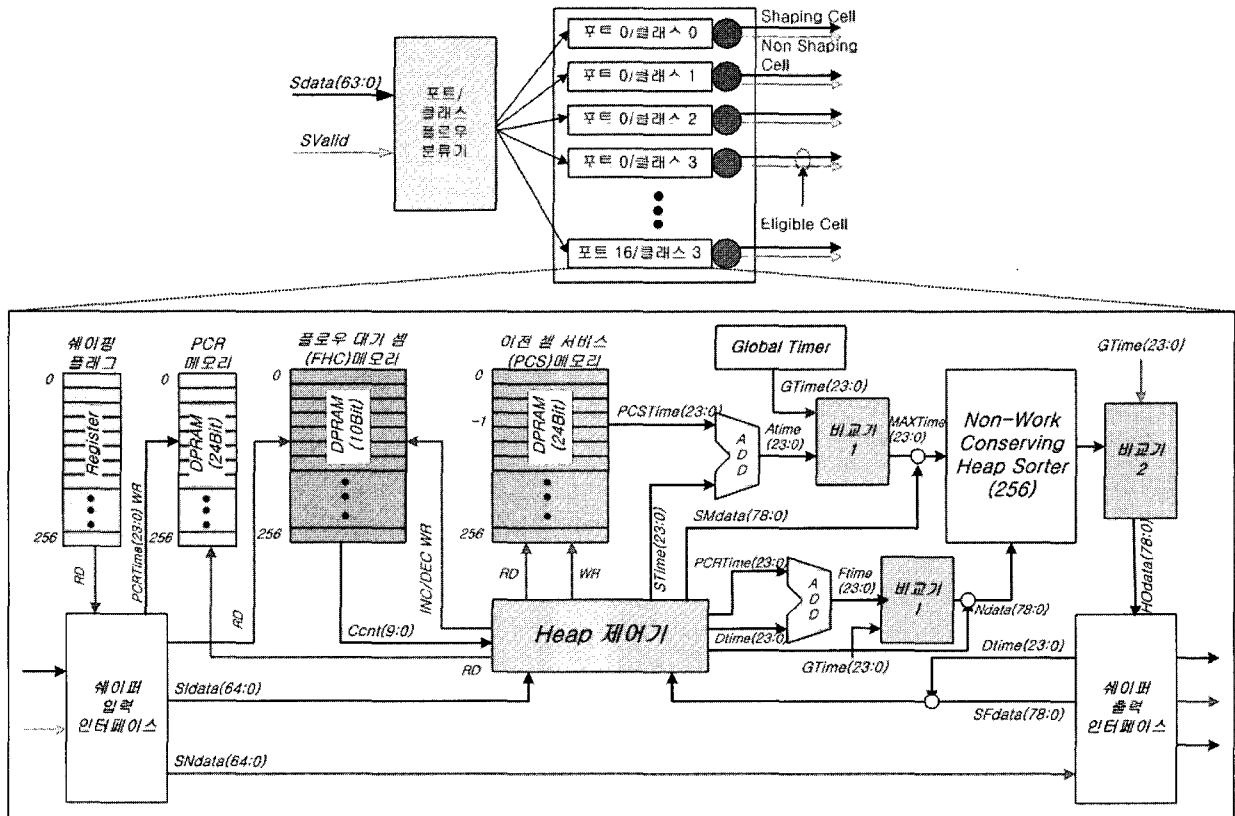 Shaping Cell
포트 0/클래스 0
Non Shaping
Cell
포트 0/클래스 1
Sdata(63:0)
포트/
클래스
플로우
분류기
포트 0/클래스 2
SValid
포트 0/클래스 3
Eligible Cell
포트 16/클래스 3
쉐이핑
플래그
PCR
메모리
플로우 대기 셀
(FHC)메모리
이전 셀 서비스
(PCS)메모리
Global Timer
GTime(23:0)
0
0
0
0
-1
Register
DPRAM
(24Bit)
DPRAM
(10Bit)
DPRAM
(24Bit)
PCSTime(23:0)
GTime(23:0)
ADD
Atime
(23:0)
비교기
1
MAXTime
(23:0)
Non-Work
Conserving
Heap Sorter
(256)
비교기
2
256
256
256
256
RD
PCRTime(23:0) WR
RD
INC/DEC WR
RD
WR
STime(23:0)
SMdata(78:0)
PCRTime(23:0)
ADD
Ftime
(23:0)
비교기
1
Ndata(78:0)
HOdata(78:0)
Ccnt(9:0)
Heap 제어기
Dtime(23:0)
GTime(23:0)
Dtime(23:0)
RD
쉐이퍼
입력
인터페이스
SIdata(64:0)
SFdata(78:0)
쉐이퍼
출력
인터페이스
SNdata(64:0)